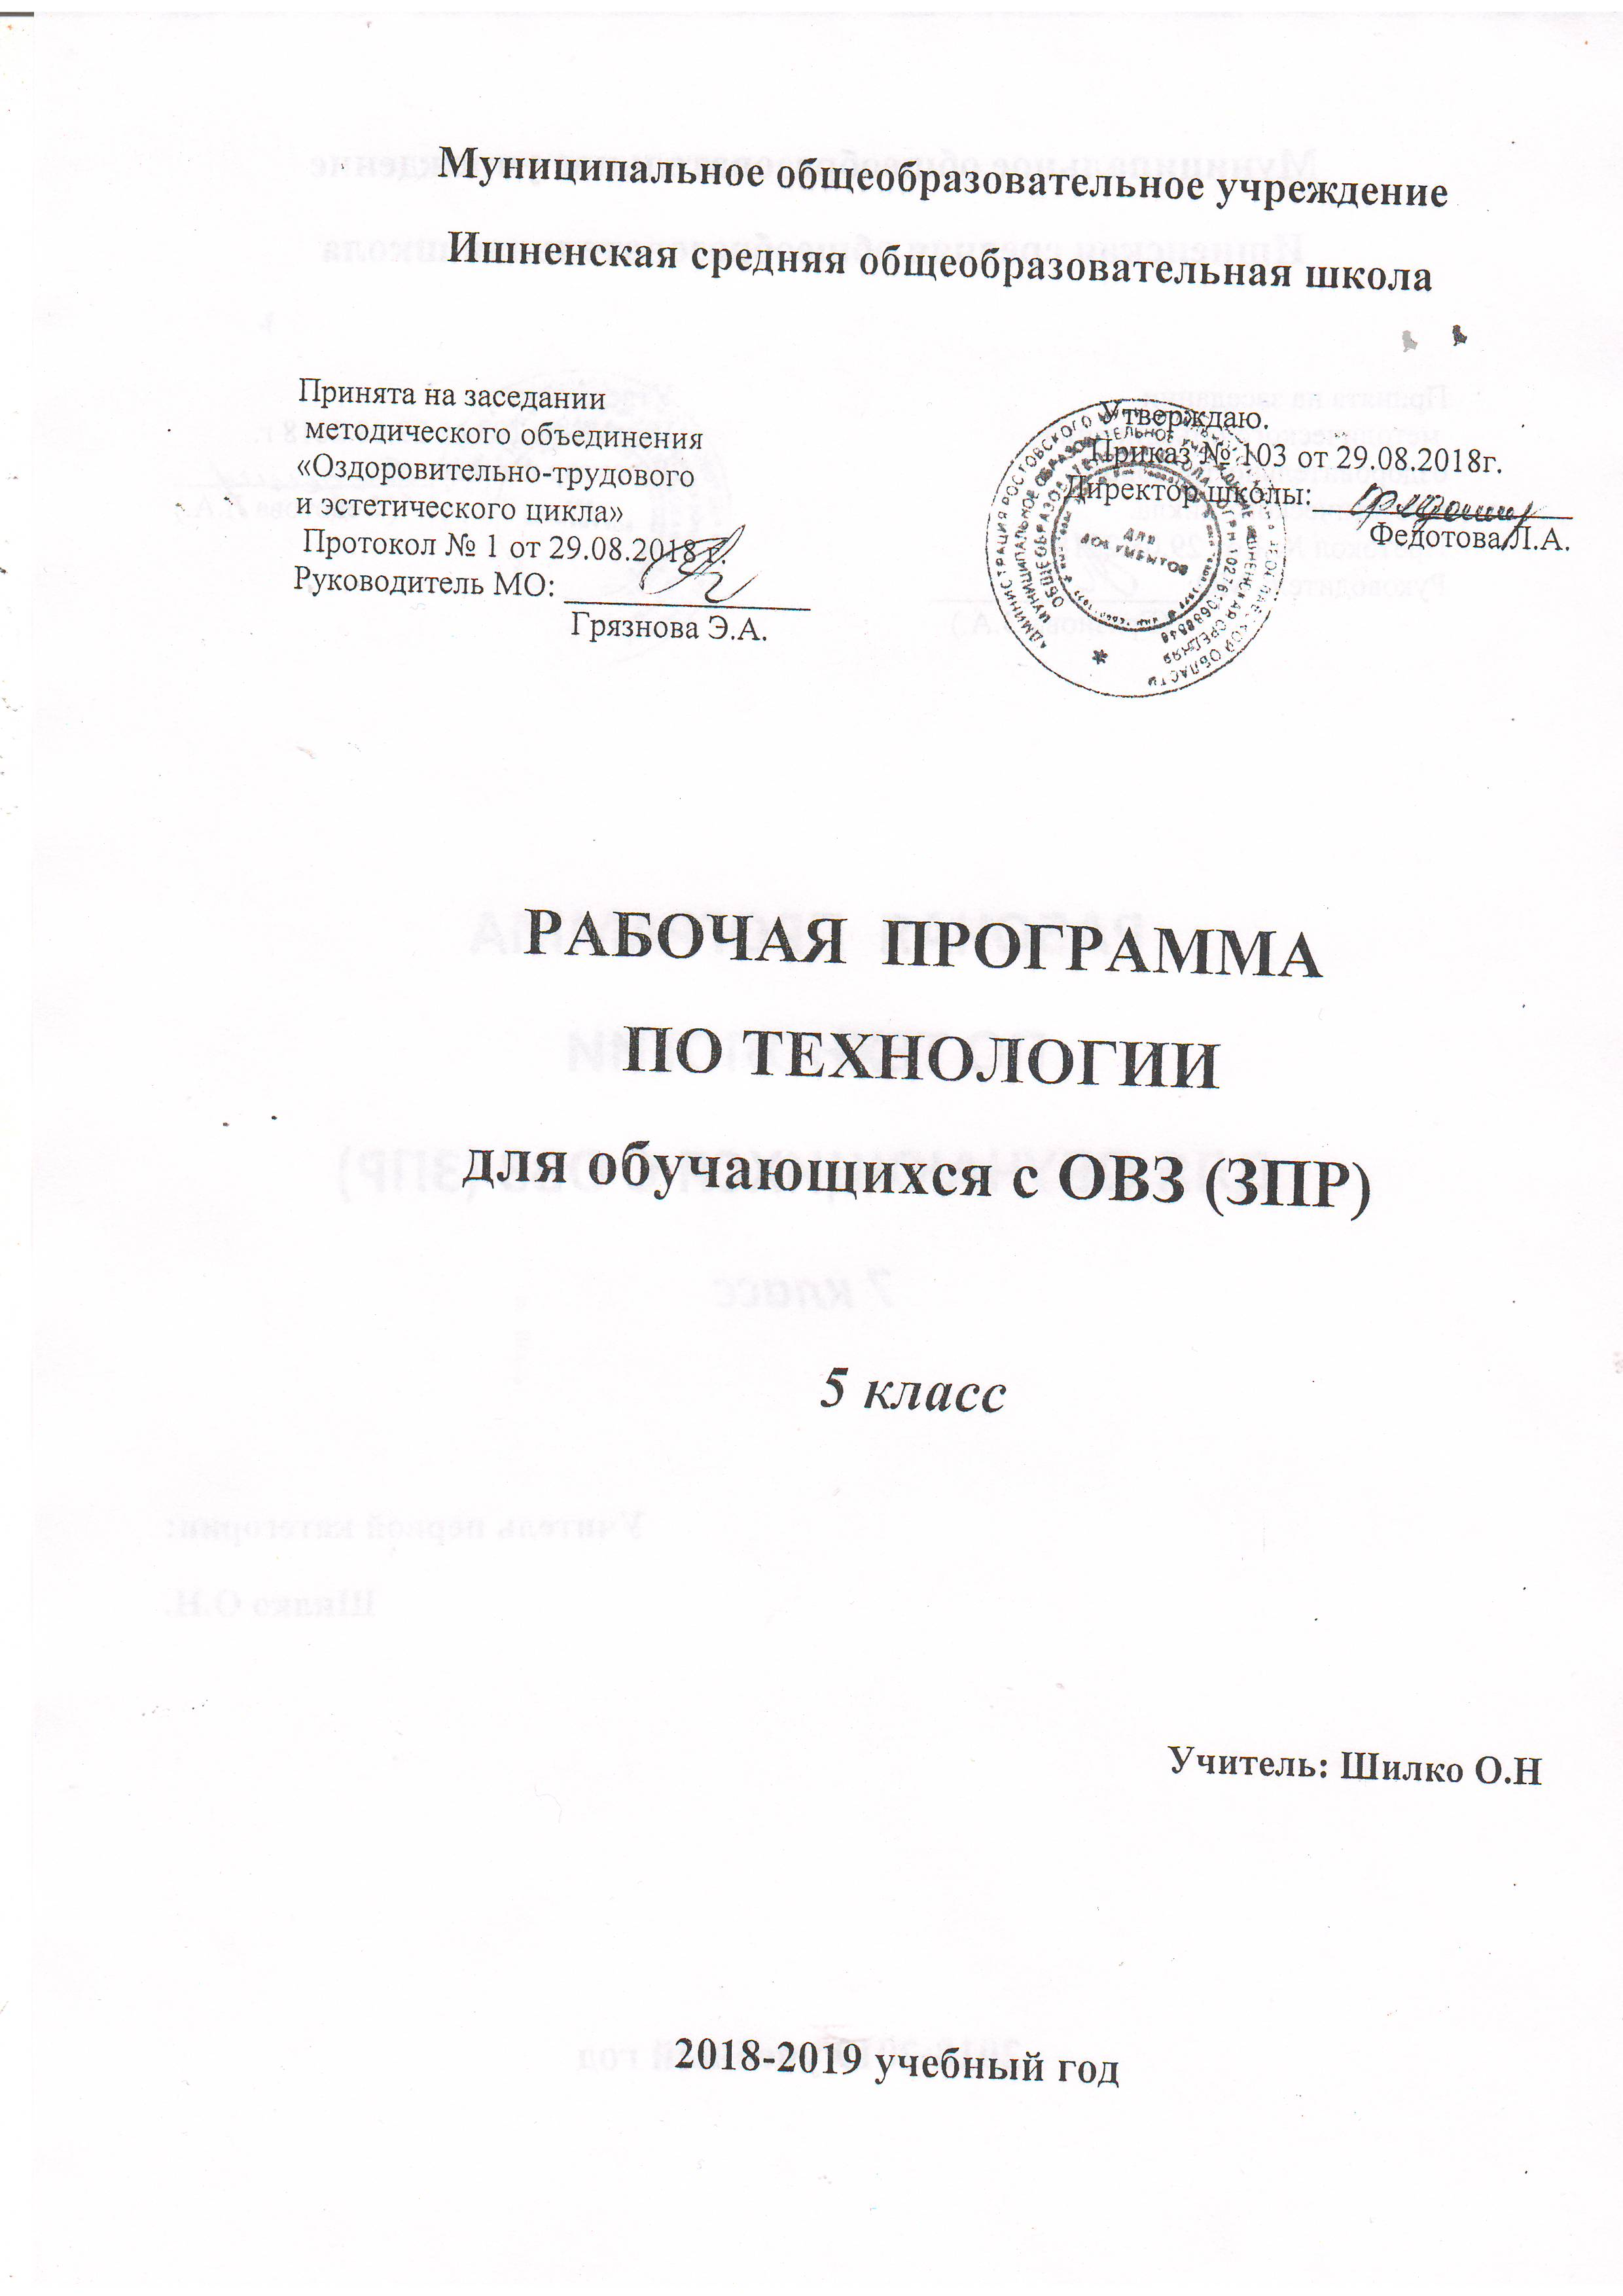 Муниципальное общеобразовательное учреждение
Ишненская средняя общеобразовательная школа
Принята на заседании
методического объединения
«Оздоровительно-трудового
и эстетического цикла»
Протокол № 1 от 29.08.2018 г.
Руководитель МО:
Грязнова Э.А.
Утверждаю.
Приказ № 103 от 29.08.2018г.
Директор школы:
Федотова Л.А.
ДЛЯ
ДОКУМЕНТОВ
РАБОЧАЯ ПРОГРАММА
ПО ТЕХНОЛОГИИ
для обучающихся с ОВЗ (ЗПР)
5 класс
Учитель: Шилко О.Н
2018-2019 учебный год